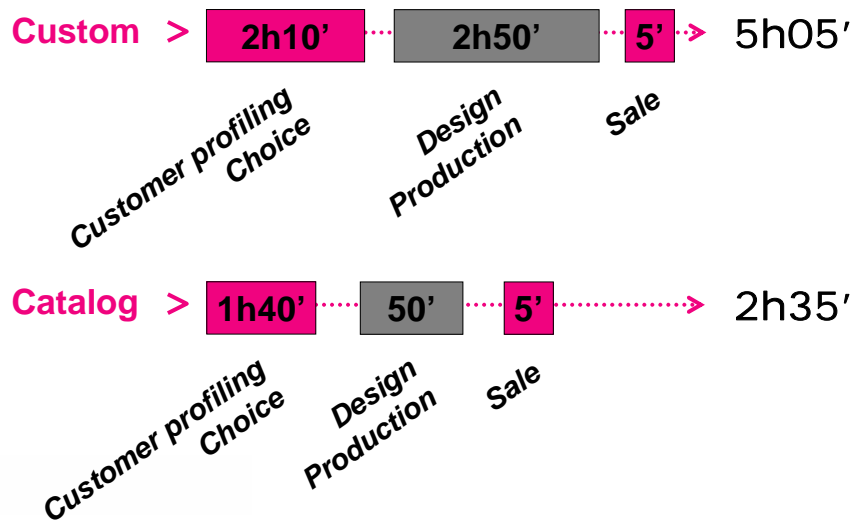 Custom > 2h10’ 2h50’ 5’ 5h05’
Customer profiling
Choice
Design
Production
Sale
Catalog > 1h40’ 50’ 5’ 2h35’
Customer profiling
Choice
Design
Production
Sale